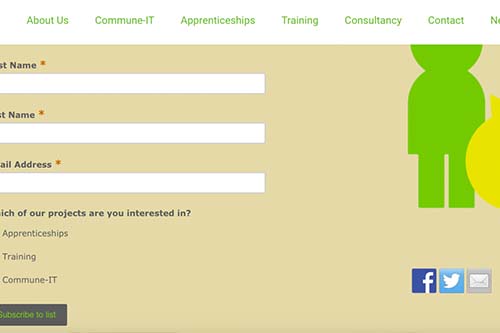 About Us Commune-IT Apprenticeships Training Consultancy Contact Ne
st Name *
st Name *
ail Address *
ich of our projects are you interested in?
Apprenticeships
Training
Commune-IT
Subscribe to list